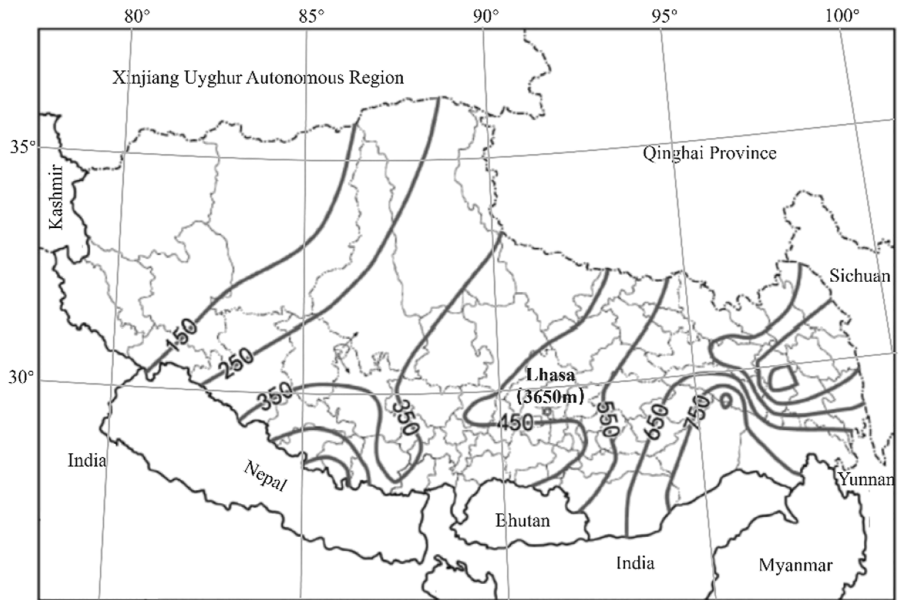 80° 85° 90° 95° 100°
Xinjiang Uyghur Autonomous Region
35°
Qinghai Province
Kashmir
Sichuan
150
250
30°
Lhasa
(3650m)
350
350
450
550
650
750
India
Nepal
Yunnan
Bhutan
India
Myanmar